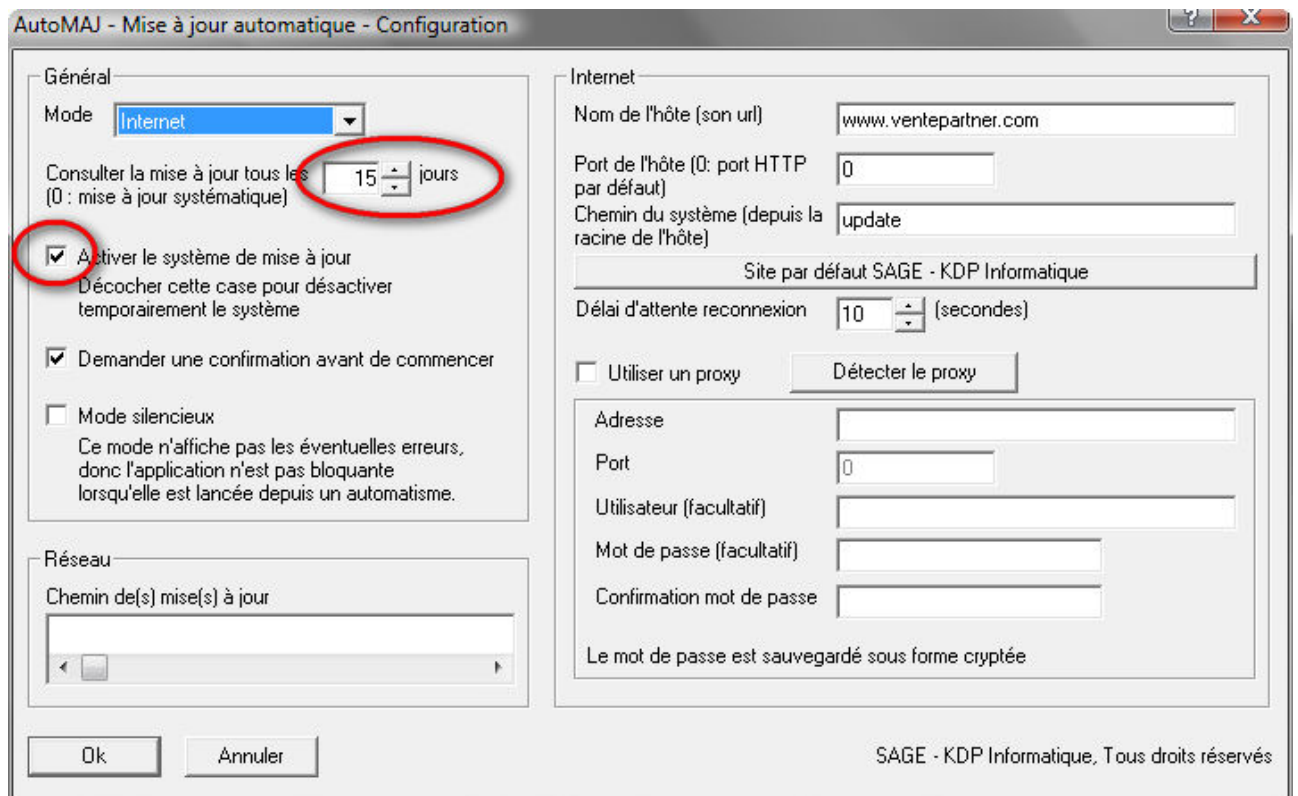 AutoMAJ - Mise à jour automatique - Configuration
?
X
Général
Mode
Internet
Consulter la mise à jour tous les
(0 : mise à jour systématique)
15
jours
Activer le système de mise à jour
Décocher cette case pour désactiver
temporairement le système
Demander une confirmation avant de commencer
Mode silencieux
Ce mode n'affiche pas les éventuelles erreurs,
donc l'application n'est pas bloquante
lorsqu'elle est lancée depuis un automatisme.
Réseau
Chemin de(s) mise(s) à jour
Internet
Nom de l'hôte (son url)
www.ventepartner.com
Port de l'hôte (0: port HTTP
par défaut)
0
Chemin du système (depuis la
racine de l'hôte)
update
Site par défaut SAGE - KDP Informatique
Délai d'attente reconnexion
10
(secondes)
Utiliser un proxy
Détecter le proxy
Adresse
Port
0
Utilisateur (facultatif)
Mot de passe (facultatif)
Confirmation mot de passe
Le mot de passe est sauvegardé sous forme cryptée
Ok
Annuler
SAGE - KDP Informatique, Tous droits réservés